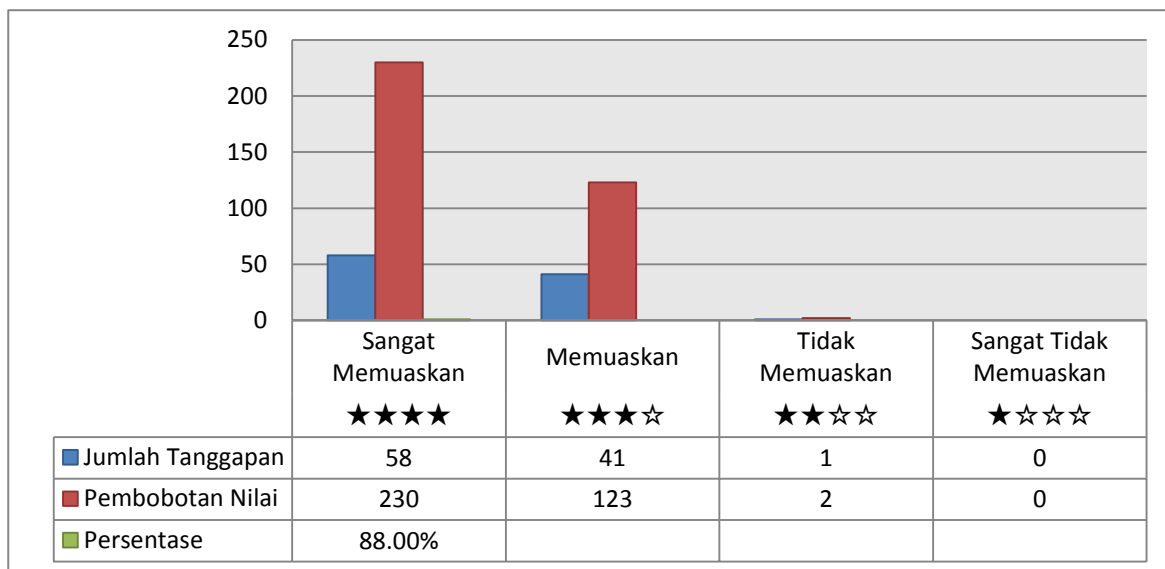 250
200
150
100
50
0
Sangat Memuaskan ★★★★
Memuaskan ★★★☆
Tidak Memuaskan ★★☆☆
Sangat Tidak Memuaskan ★☆☆☆
Jumlah Tanggapan 58 41 1 0
Pembobotan Nilai 230 123 2 0
Persentase 88.00%